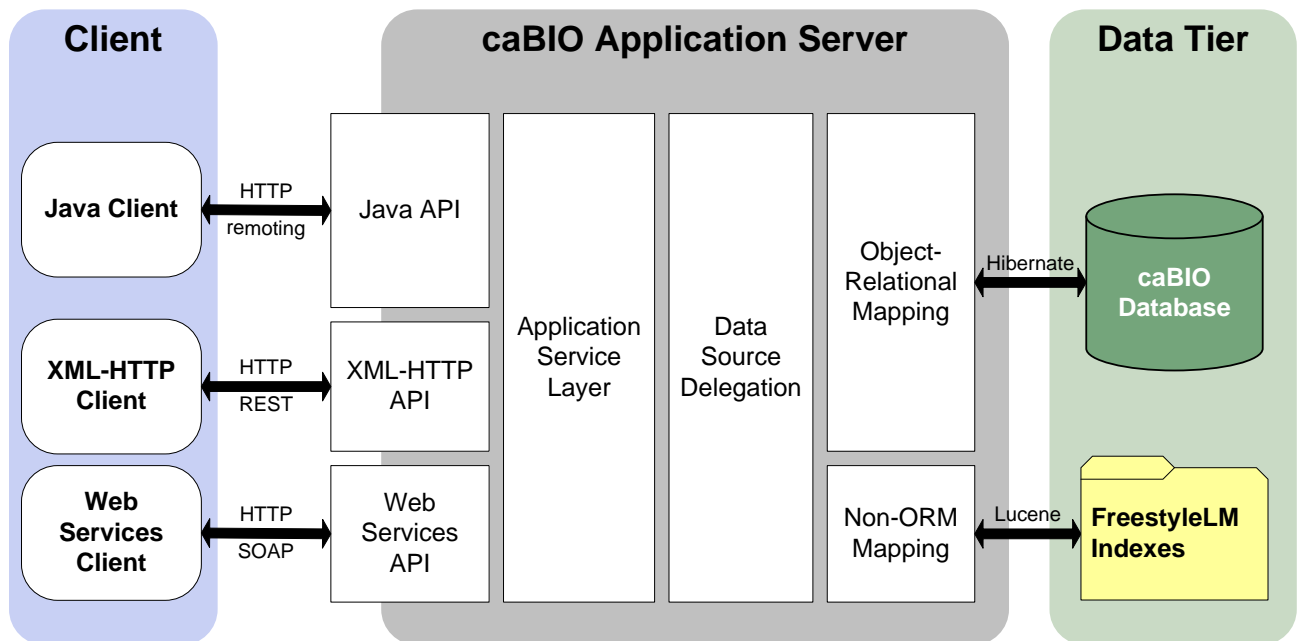 Client
caBIO Application Server
Data Tier
Java Client
HTTP
remoting
Java API
XML-HTTP
Client
HTTP
REST
XML-HTTP
API
Web
Services
Client
HTTP
SOAP
Web
Services
API
Application
Service
Layer
Data
Source
Delegation
Object-
Relational
Mapping
Non-ORM
Mapping
Hibernate
Lucene
caBIO
Database
FreestyleLM
Indexes